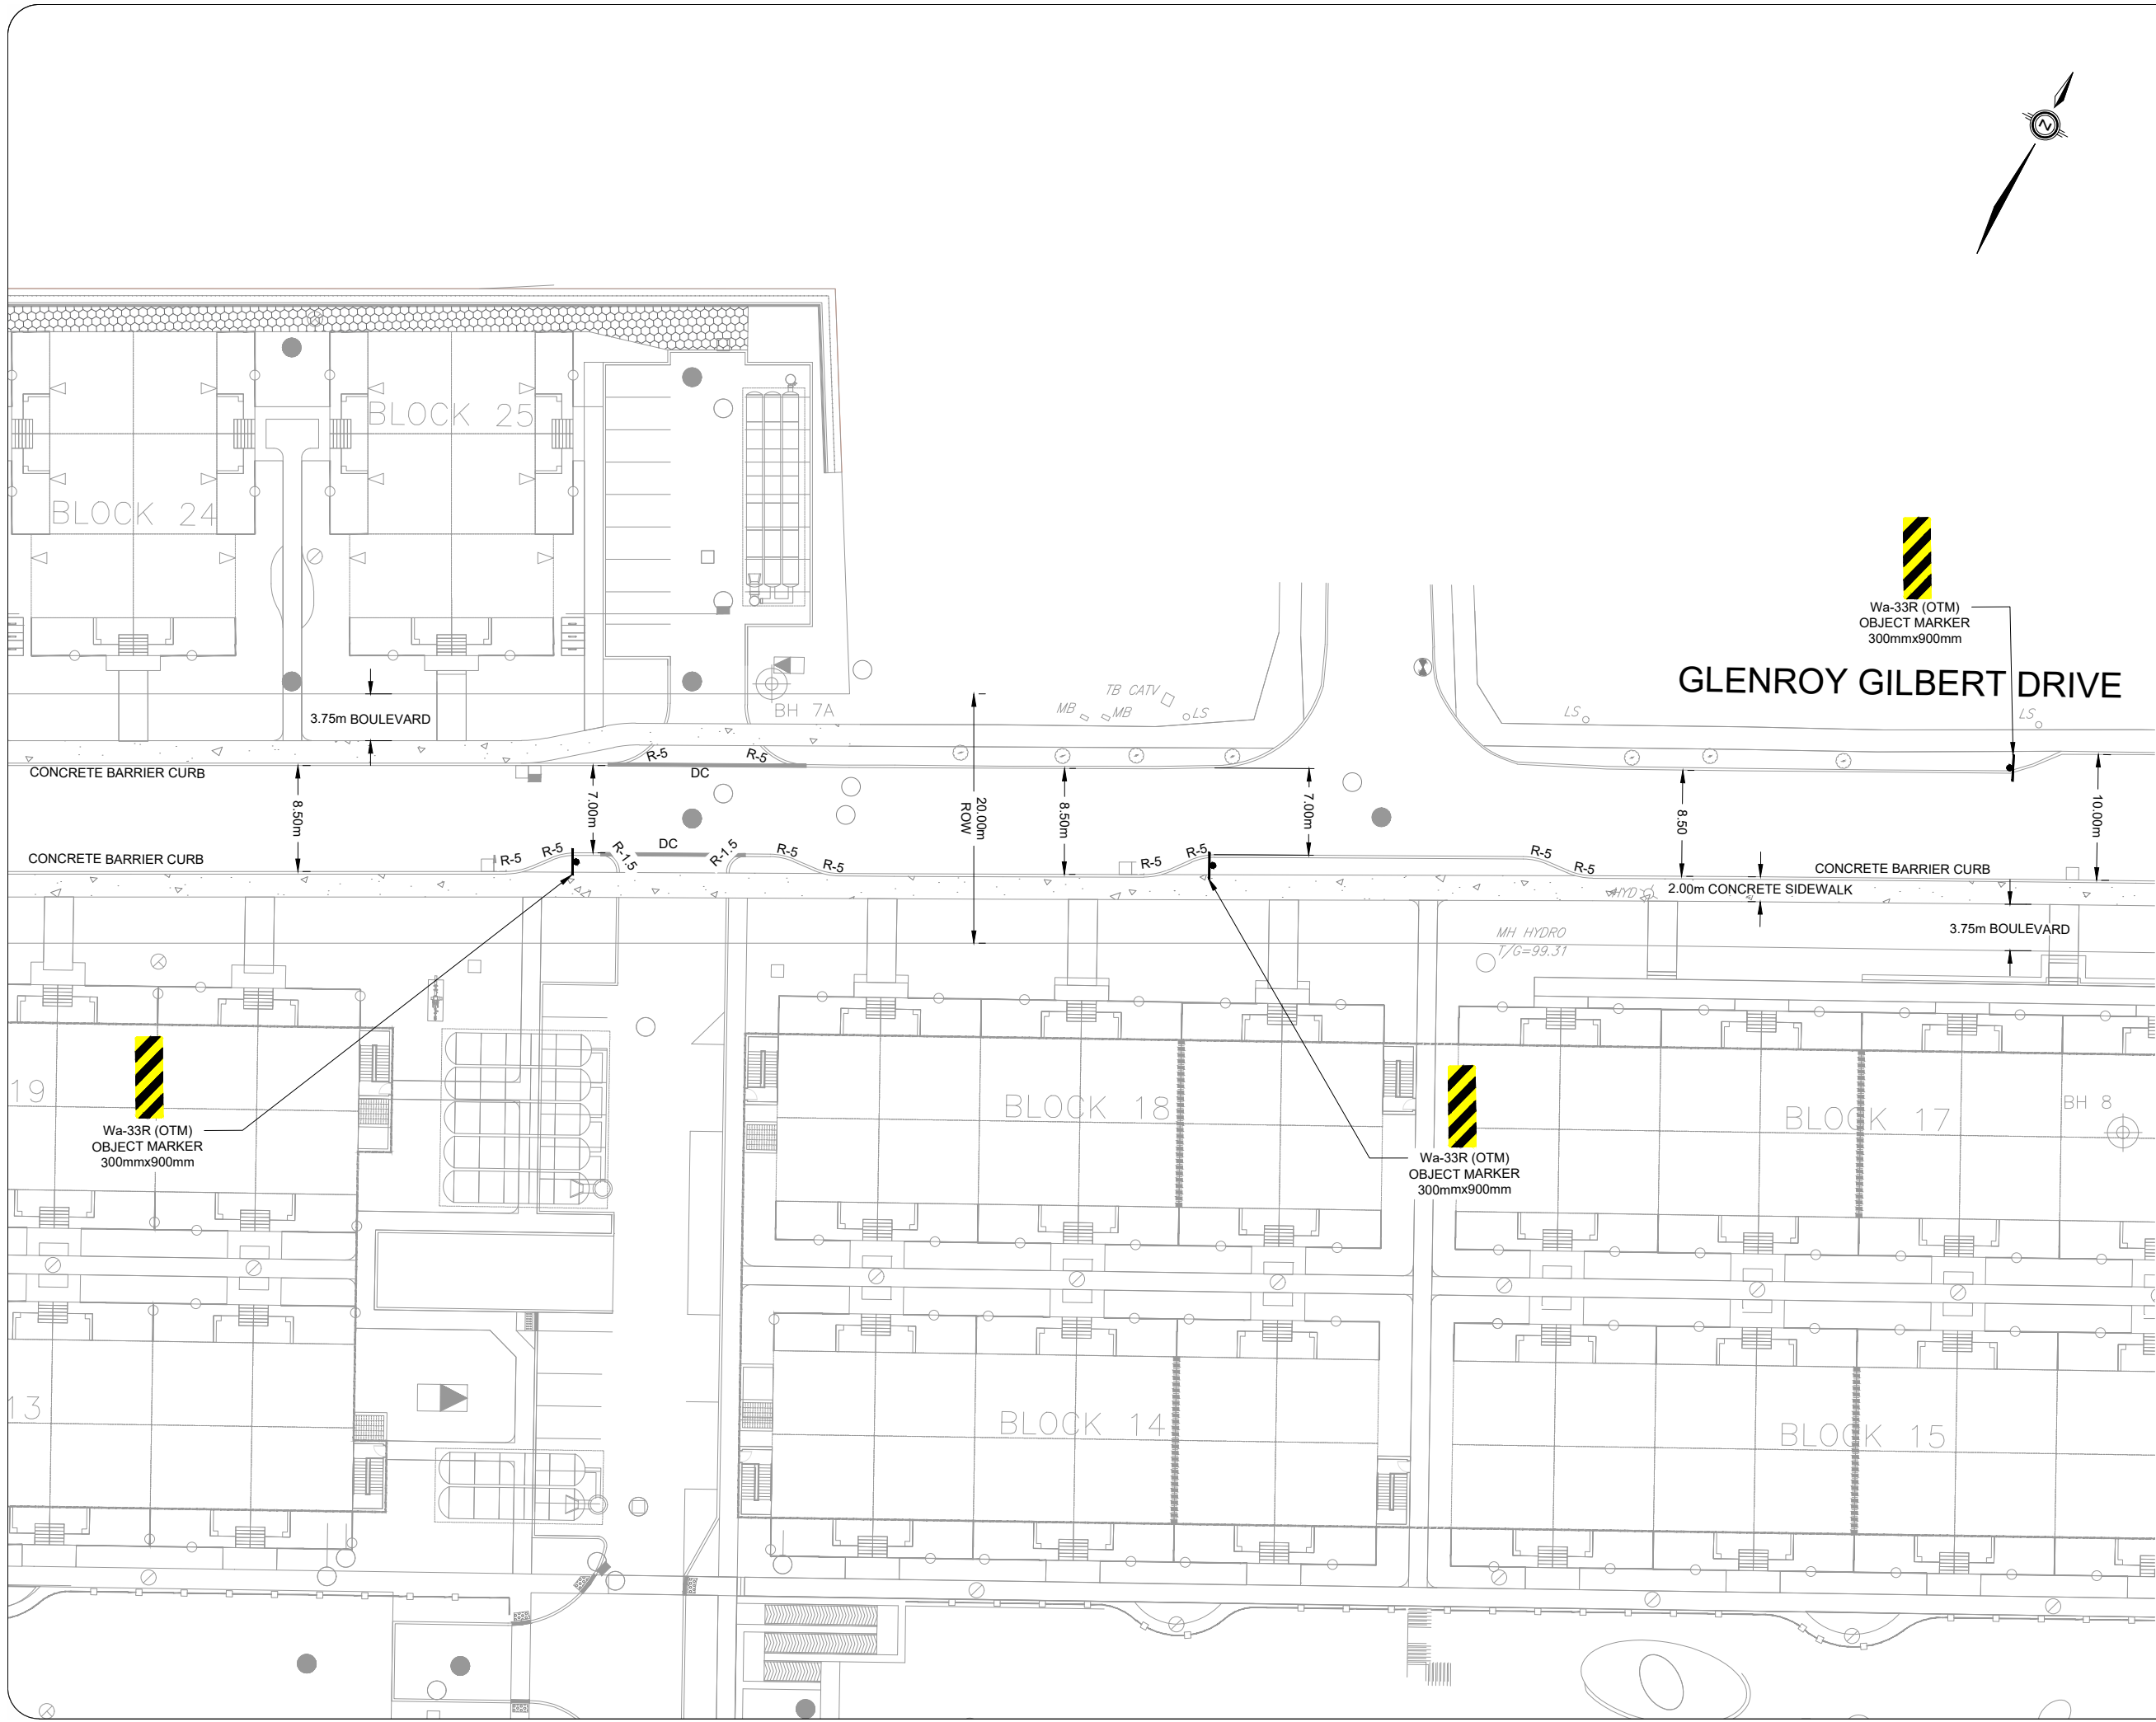 BLOCK 25
BLOCK 24
Wa-33R (OTM)
OBJECT MARKER
300mmx900mm
GLENROY GILBERT DRIVE
TB CATV
MB
MB
LS
LS
LS
BH 7A
3.75m BOULEVARD
CONCRETE BARRIER CURB
R-5
DC
R-5
8.50m
7.00m
20.00m
ROW
8.50m
7.00m
8.50
10.00m
CONCRETE BARRIER CURB
R-5
R-5
R-1.5
DC
R-1.5
R-5
R-5
R-5
R-5
R-5
R-5
CONCRETE BARRIER CURB
HYD
2.00m CONCRETE SIDEWALK
3.75m BOULEVARD
MH HYDRO
T/G=99.31
19
BLOCK 18
BLOCK 17
BH 8
Wa-33R (OTM)
OBJECT MARKER
300mmx900mm
Wa-33R (OTM)
OBJECT MARKER
300mmx900mm
13
BLOCK 14
BLOCK 15